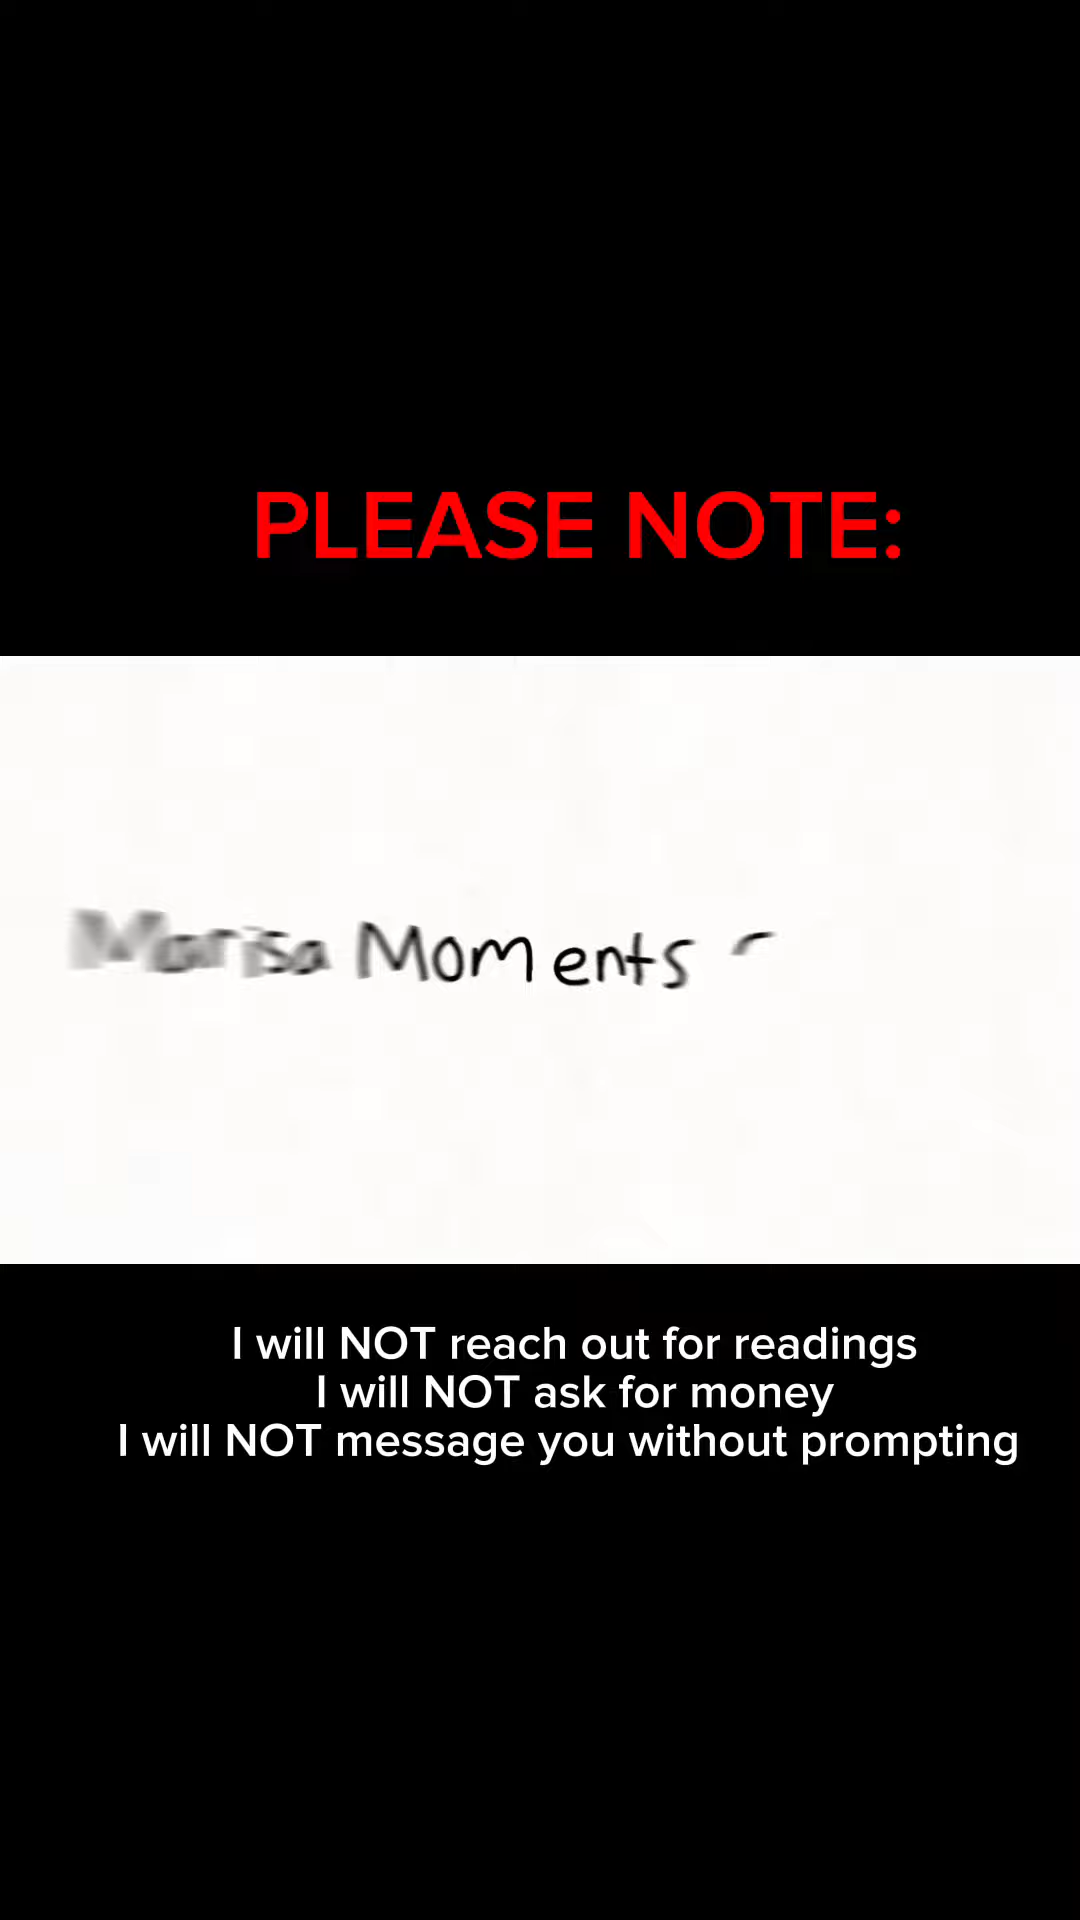 PLEASE NOTE:
Marisa Moments
I will NOT reach out for readings
I will NOT ask for money
I will NOT message you without prompting